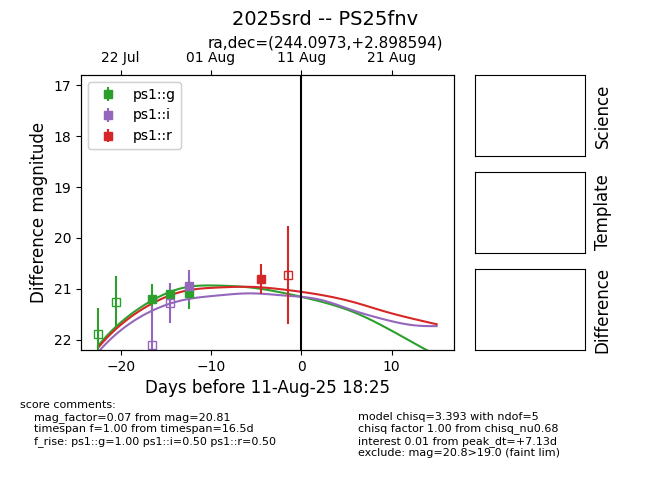 2025srd -- PS25fnv
ra,dec=(244.0973,+2.898594)
22 Jul
01 Aug
11 Aug
21 Aug
ps1::g
ps1::i
ps1::r
17
18
19
20
21
22
Difference magnitude
−20
−10
0
10
Days before 11-Aug-25 18:25
Science
Template
Difference
score comments:
mag_factor=0.07 from mag=20.81
timespan f=1.00 from timespan=16.5d
f_rise: ps1::g=1.00 ps1::i=0.50 ps1::r=0.50
model chisq=3.393 with ndof=5
chisq factor 1.00 from chisq_nu0.68
interest 0.01 from peak_dt=+7.13d
exclude: mag=20.8>19.0 (faint lim)